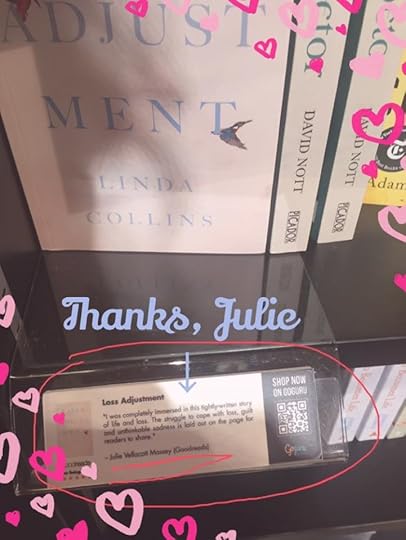 ADJUST
MENT
LINDA
COLLINS
DAVID NOTT
PICADOR
NOTT
PICADOR
Adam
Thanks, Julie
Loss Adjustment
"I was completely immersed in this tightly-written story
of life and loss. The struggle to cope with loss, guilt
and unthinkable sadness is laid out on the page for
readers to share."
– Julie Vellacott Massey (Goodreads)
SHOP NOW
ON GOGURU